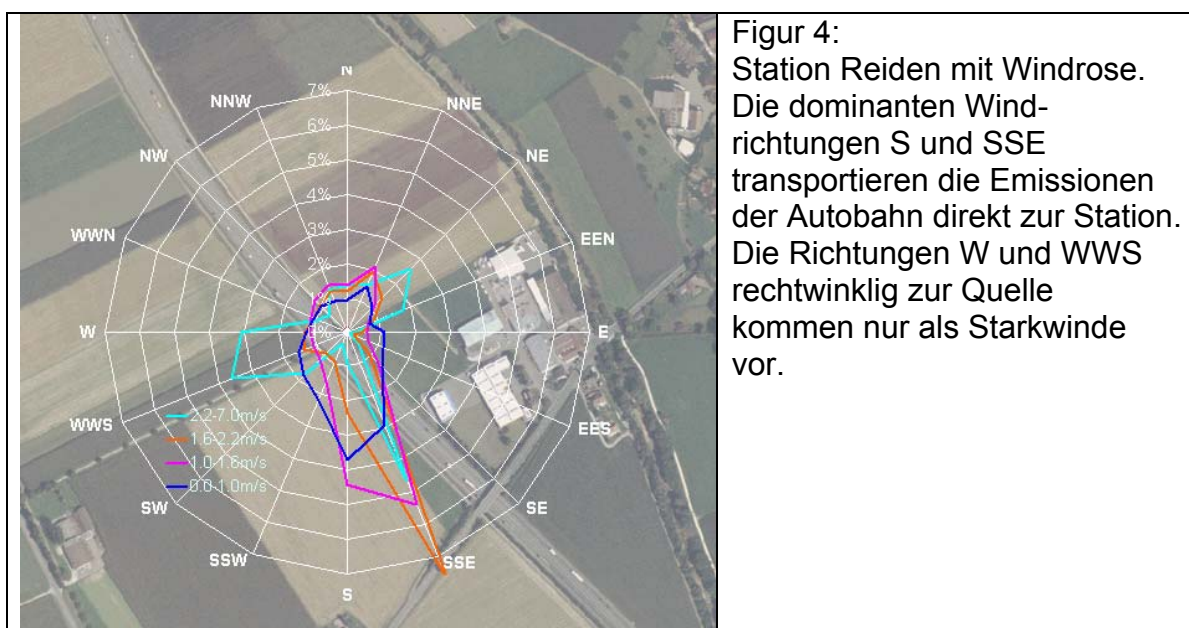 N
7%
NNW
NNE
6%
NW
5%
NE
4%
WWN
3%
EEN
2%
W
E
WWS
2.2-7.0m/s
1.6-2.2m/s
EES
1.0-1.6m/s
0.0-1.0m/s
SW
SE
SSW
SSE
S
Figur 4:
Station Reiden mit Windrose.
Die dominanten Wind-
richtungen S und SSE
transportieren die Emissionen
der Autobahn direkt zur Station.
Die Richtungen W und WWS
rechtwinklig zur Quelle
kommen nur als Starkwinde
vor.